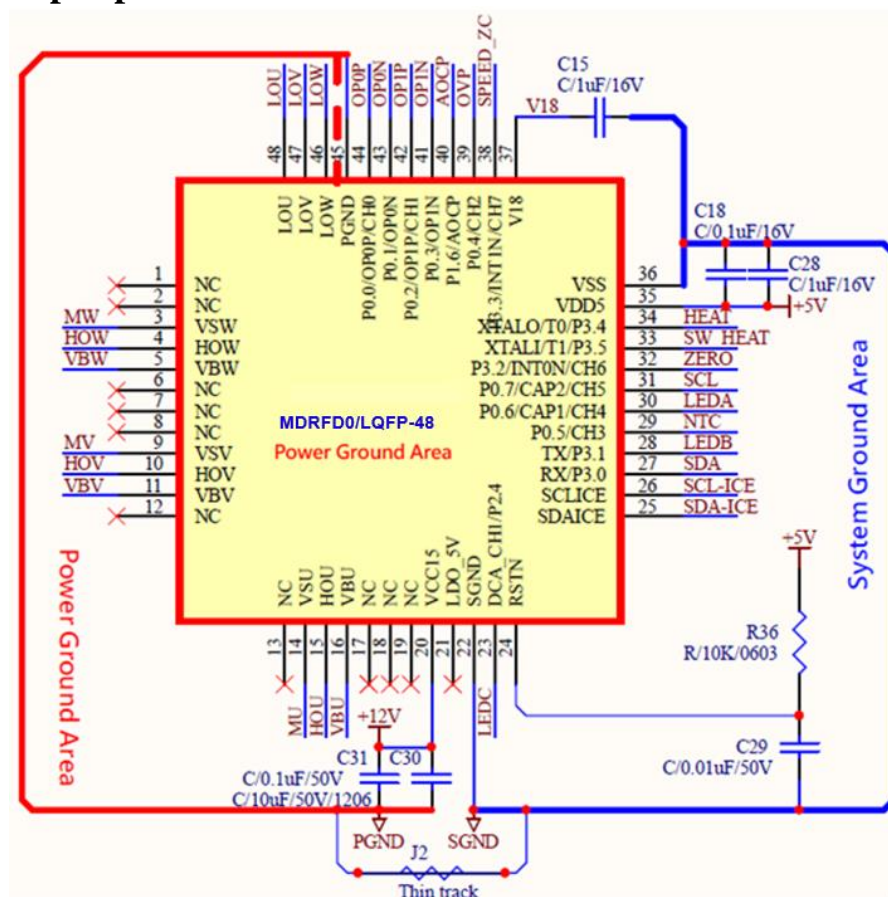 C15
C/1uF/16V
V18
LOU
LOV
LOW
OP0P
OP0N
OP1P
OP1N
AOCP
OVP
SPEED_ZC
48
47
46
45
44
43
42
41
40
39
38
37
LOU
LOV
LOW
PGND
P0.0/OP0P/CH0
P0.1/OP0N
P0.2/OP1P/CH1
P0.3/OP1N
P1.6/AOCP
P0.4/CH2
P3.3/INT1N/CH7
V18
C18
C/0.1uF/16V
C28
C/1uF/16V
+5V
1 NC
2 NC
MW 3 VSW
HOW 4 HOW
VBW 5 VBW
6 NC
7 NC
8 NC
MV 9 VSV
HOV 10 HOV
VBV 11 VBV
12 NC
MDRFD0/LQFP-48
Power Ground Area
VSS 36
VDD5 35
XTALO/T0/P3.4 34 HEAT
XTALI/T1/P3.5 33 SW_HEAT
P3.2/INT0N/CH6 32 ZERO
P0.7/CAP2/CH5 31 SCL
P0.6/CAP1/CH4 30 LEDA
P0.5/CH3 29 NTC
TX/P3.1 28 LEDB
RX/P3.0 27 SDA
SCLICE 26 SCL-ICE
SDAICE 25 SDA-ICE
Power Ground Area
System Ground Area
NC
VSU
HOU
VBU
NC
NC
NC
VCC15
LDO_5V
SGND
DCA_CH1/P2.4
RSTN
13
14
15
16
17
18
19
20
21
22
23
24
MU
HOU
VBU
LEDC
+12V
C31
C30
C/0.1uF/50V
C/10uF/50V/1206
PGND
SGND
J2
Thin track
+5V
R36
R/10K/0603
C29
C/0.01uF/50V